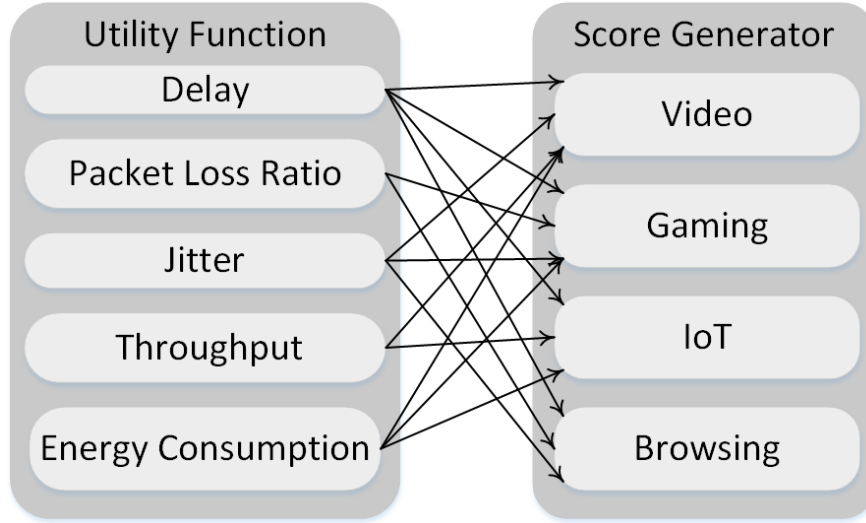 Utility Function
Delay
Packet Loss Ratio
Jitter
Throughput
Energy Consumption
Score Generator
Video
Gaming
IoT
Browsing